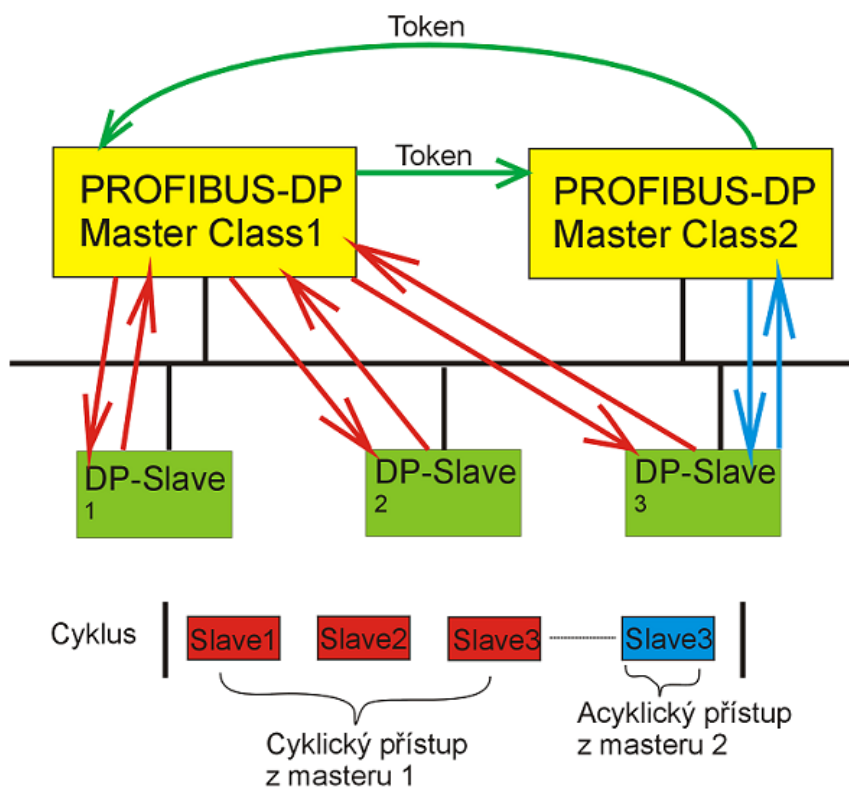 Token
Token
PROFIBUS-DP
Master Class1
PROFIBUS-DP
Master Class2
DP-Slave
1
DP-Slave
2
DP-Slave
3
Cyklus
Slave1
Slave2
Slave3
Slave3
Cyklický přístup
z masteru 1
Acyklický přístup
z masteru 2